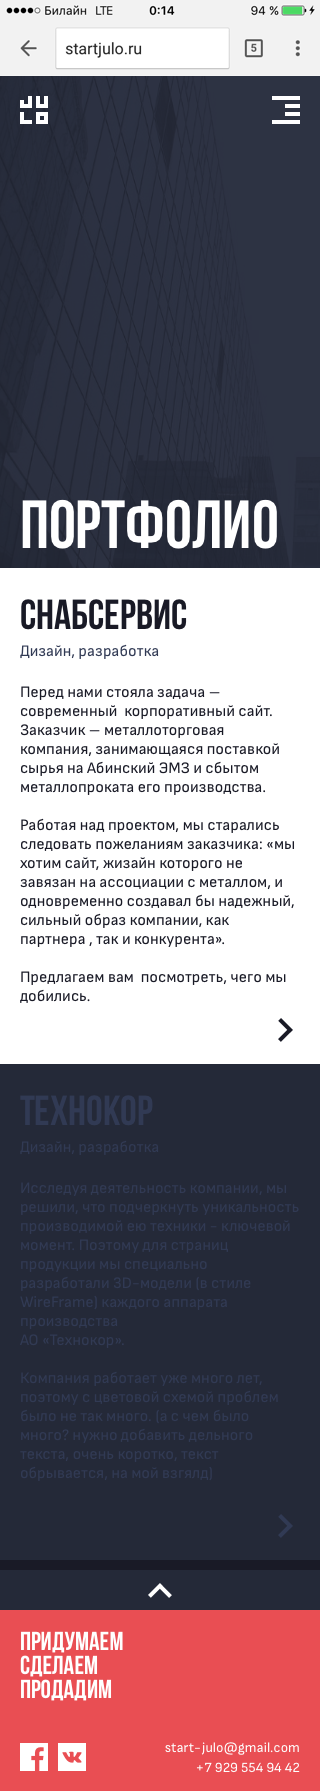 Билайн LTE 0:14 94 %
startjulo.ru 5
ПОРТФОЛИО
СНАБСЕРВИС
Дизайн, разработка
Перед нами стояла задача —
современный корпоративный сайт.
Заказчик — металлоторговая
компания, занимающаяся поставкой
сырья на Абинский ЭМЗ и сбытом
металлопроката его производства.
Работая над проектом, мы старались
следовать пожеланиям заказчика: «мы
хотим сайт, жизайн которого не
завязан на ассоциации с металлом, и
одновременно создавал бы надежный,
сильный образ компании, как
партнера , так и конкурента».
Предлагаем вам посмотреть, чего мы
добились.
ТЕХНОКОР
Дизайн, разработка
Исследуя деятельность компании, мы
решили, что подчеркнуть уникальность
производимой ею техники - ключевой
момент. Поэтому для страниц
продукции мы специально
разработали 3D-модели (в стиле
WireFrame) каждого аппарата
производства
АО «Технокор».
Компания работает уже много лет,
поэтому с цветовой схемой проблем
было не так много. (а с чем было
много? нужно добавить дельного
текста, очень коротко, текст
обрывается, на мой взгялд)
ПРИДУМАЕМ
СДЕЛАЕМ
ПРОДАДИМ
start-julo@gmail.com
+7 929 554 94 42